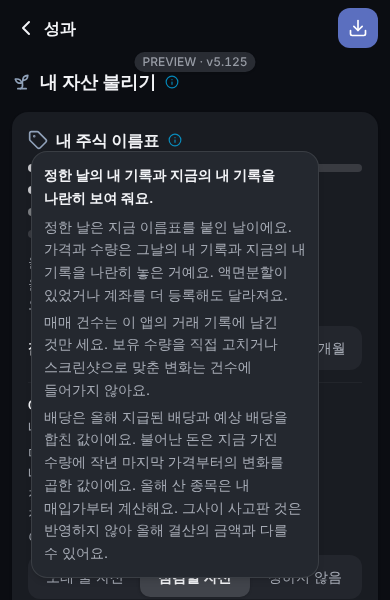 성과
PREVIEW · v5.125
내 자산 불리기
내 주식 이름표
정한 날의 내 기록과 지금의 내 기록을
나란히 보여 줘요.
정한 날은 지금 이름표를 붙인 날이에요.
가격과 수량은 그날의 내 기록과 지금의 내
기록을 나란히 놓은 거예요. 액면분할이
있었거나 계좌를 더 등록해도 달라져요.
매매 건수는 이 앱의 거래 기록에 남긴
것만 세요. 보유 수량을 직접 고치거나
스크린샷으로 맞춘 변화는 건수에
들어가지 않아요.
개월
배당은 올해 지급된 배당과 예상 배당을
합친 값이에요. 불어난 돈은 지금 가진
수량에 작년 마지막 가격부터의 변화를
곱한 값이에요. 올해 산 종목은 내
매입가부터 계산해요. 그사이 사고판 것은
반영하지 않아 올해 결산의 금액과 다를
수 있어요.
않음